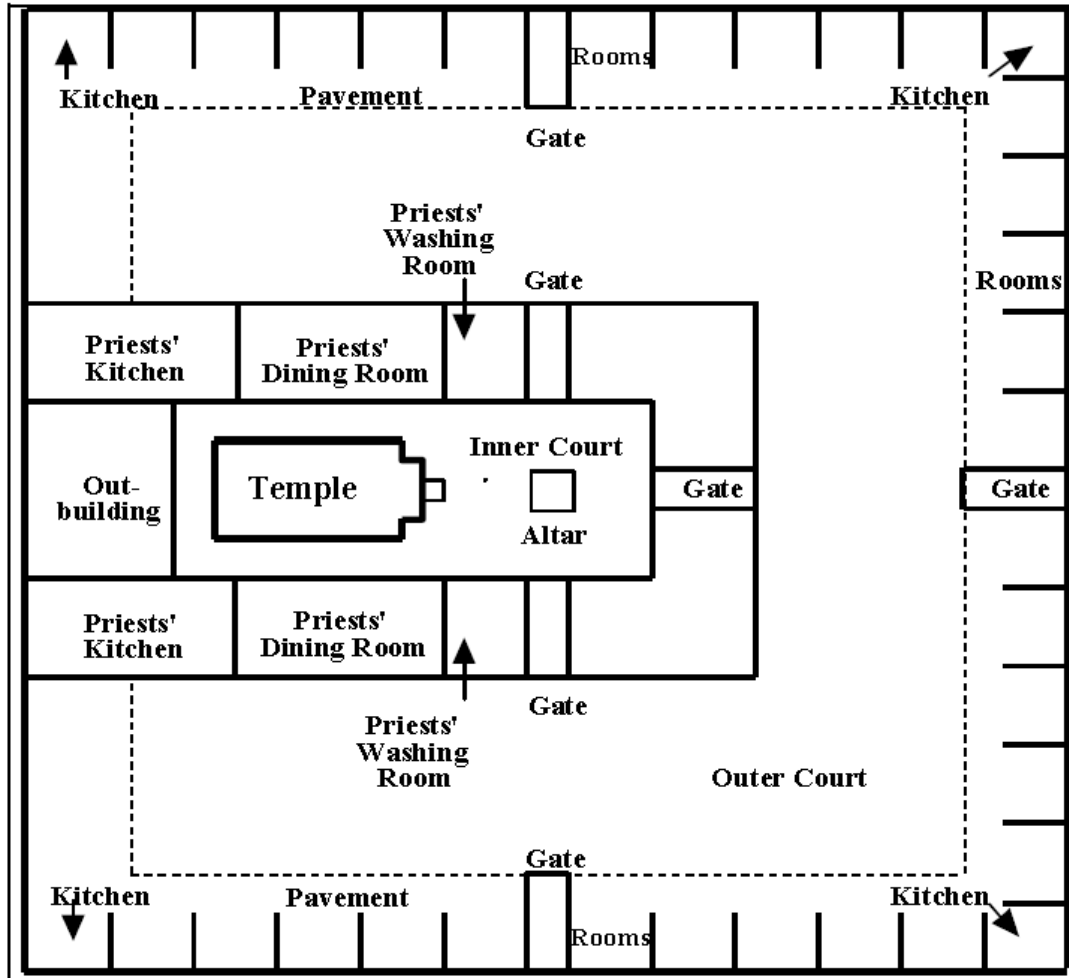 Rooms
Kitchen
Pavement
Kitchen
Gate
Priests'
Washing
Room
Gate
Rooms
Priests'
Kitchen
Priests'
Dining Room
Inner Court
Out-
building
Temple
Gate
Gate
Altar
Priests'
Kitchen
Priests'
Dining Room
Gate
Priests'
Washing
Room
Outer Court
Gate
Kitchen
Pavement
Kitchen
Rooms